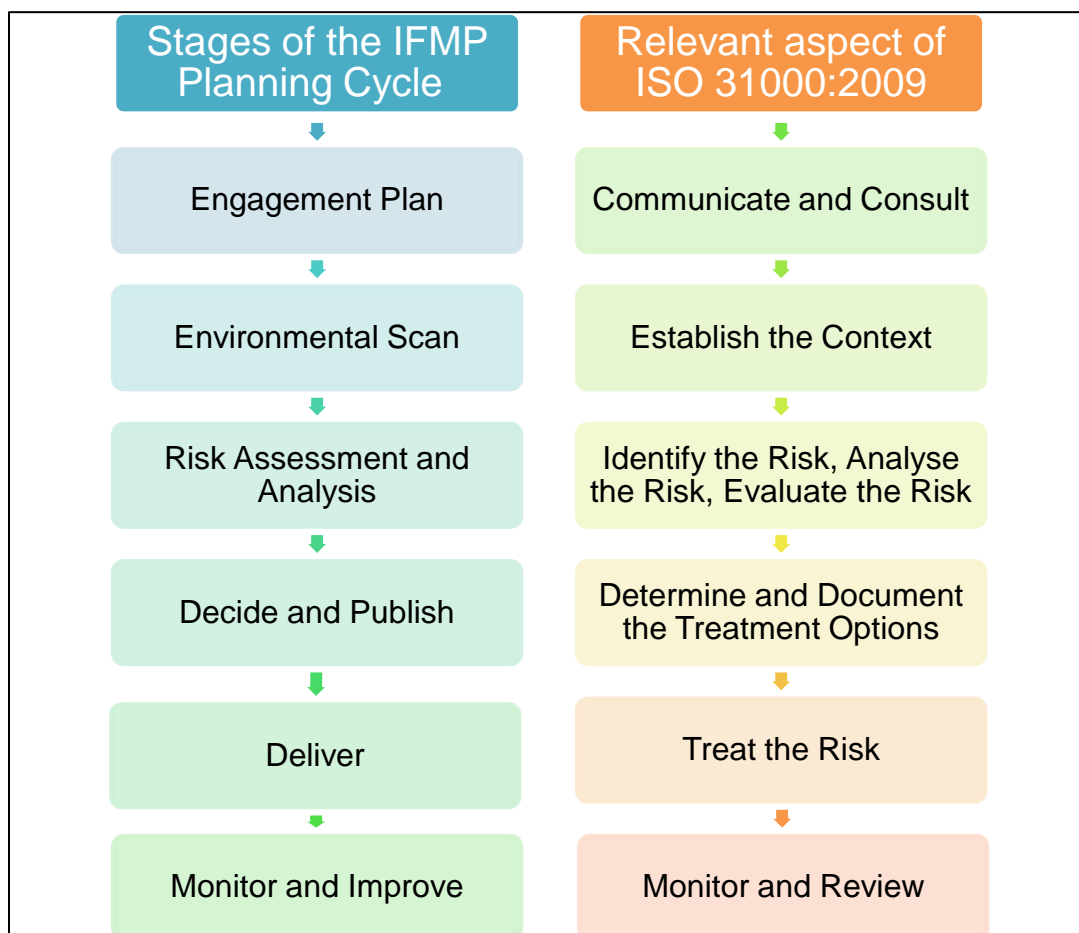 Stages of the IFMP
Planning Cycle
Relevant aspect of
ISO 31000:2009
Engagement Plan
Communicate and Consult
Environmental Scan
Establish the Context
Risk Assessment and
Analysis
Identify the Risk, Analyse
the Risk, Evaluate the Risk
Decide and Publish
Determine and Document
the Treatment Options
Deliver
Treat the Risk
Monitor and Improve
Monitor and Review